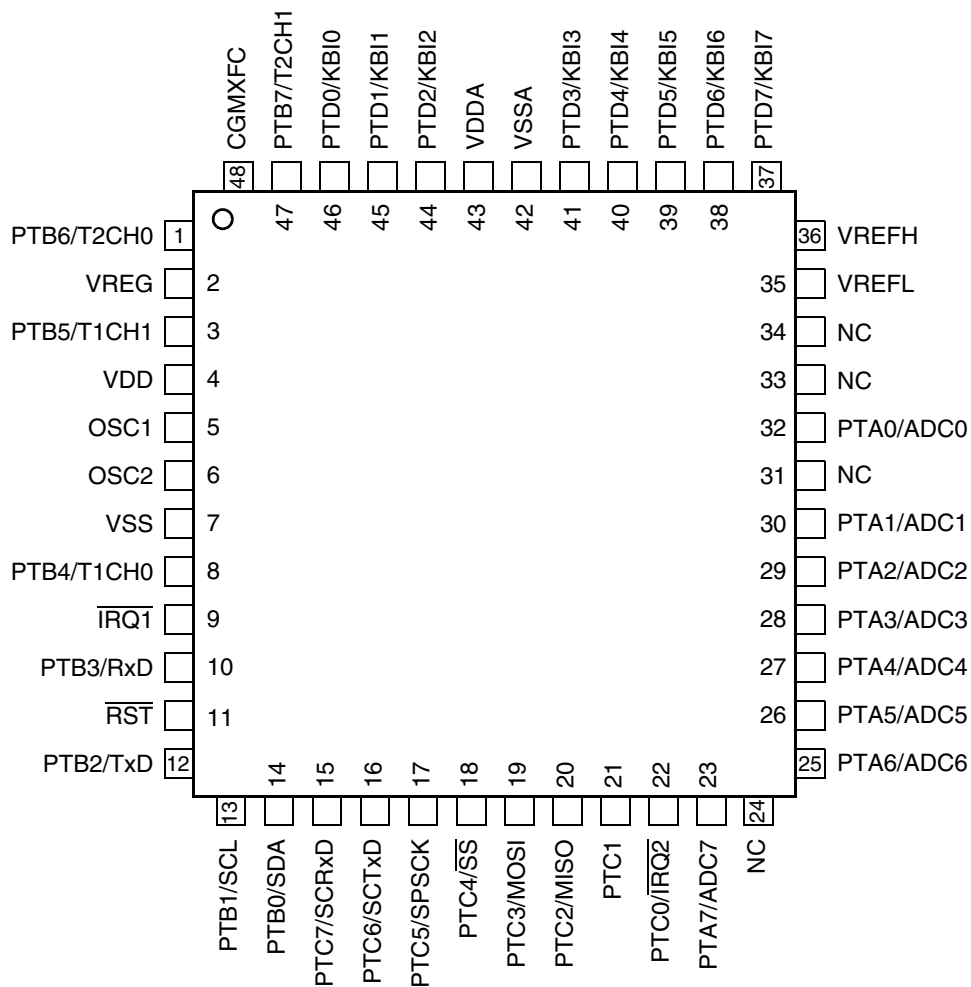 CGMXFC
PTB7/T2CH1
PTD0/KBI0
PTD1/KBI1
PTD2/KBI2
VDDA
VSSA
PTD3/KBI3
PTD4/KBI4
PTD5/KBI5
PTD6/KBI6
PTD7/KBI7
48
47
46
45
44
43
42
41
40
39
38
37
PTB6/T2CH0 1
VREG 2
PTB5/T1CH1 3
VDD 4
OSC1 5
OSC2 6
VSS 7
PTB4/T1CH0 8
IRQ1 9
PTB3/RxD 10
RST 11
PTB2/TxD 12
36 VREFH
35 VREFL
34 NC
33 NC
32 PTA0/ADC0
31 NC
30 PTA1/ADC1
29 PTA2/ADC2
28 PTA3/ADC3
27 PTA4/ADC4
26 PTA5/ADC5
25 PTA6/ADC6
13
14
15
16
17
18
19
20
21
22
23
24
PTB1/SCL
PTB0/SDA
PTC7/SCRxD
PTC6/SCTxD
PTC5/SPSCK
PTC4/SS
PTC3/MOSI
PTC2/MISO
PTC1
PTC0/IRQ2
PTA7/ADC7
NC